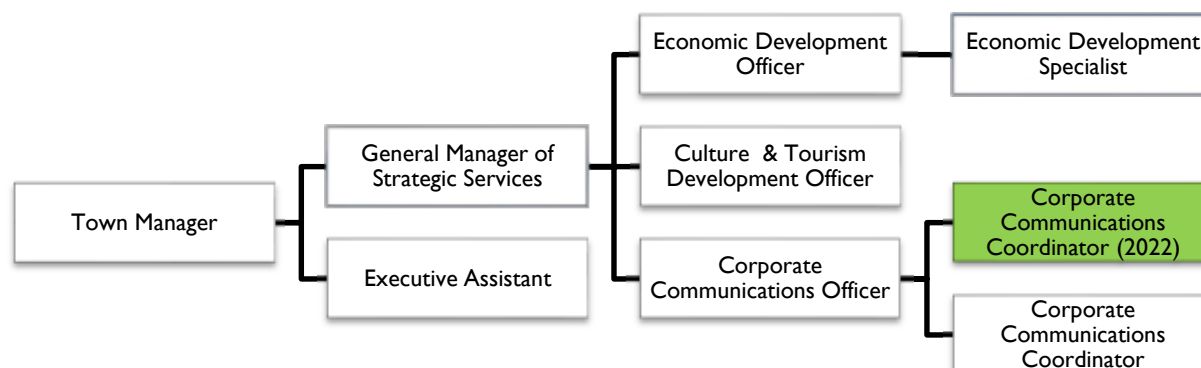 Town Manager
General Manager of
Strategic Services
Executive Assistant
Economic Development
Officer
Culture & Tourism
Development Officer
Corporate
Communications Officer
Economic Development
Specialist
Corporate
Communications
Coordinator (2022)
Corporate
Communications
Coordinator